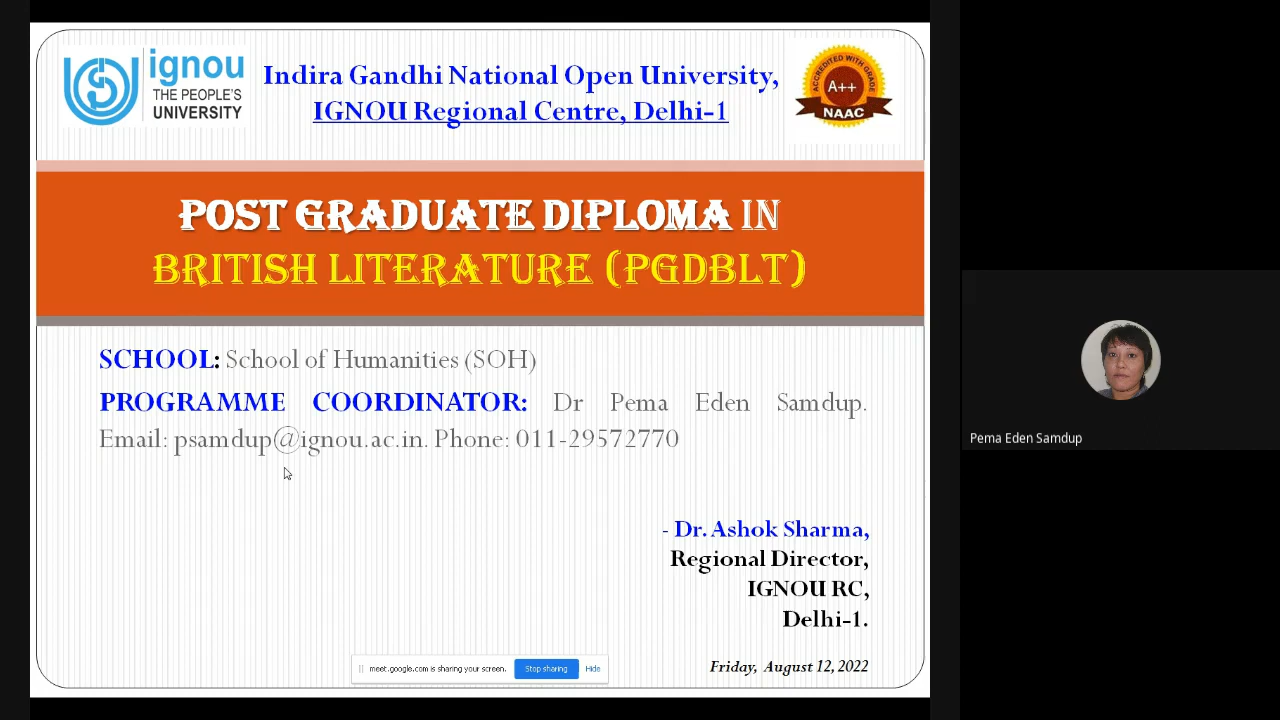 ignou
THE PEOPLE'S
UNIVERSITY
Indira Gandhi National Open University,
IGNOU Regional Centre, Delhi-1
ACCREDITED WITH GRADE
A++
NAAC
POST GRADUATE DIPLOMA IN
BRITISH LITERATURE (PGDBLT)
SCHOOL: School of Humanities (SOH)
PROGRAMME COORDINATOR: Dr Pema Eden Samdup.
Email: psamdup@ignou.ac.in. Phone: 011-29572770
- Dr. Ashok Sharma,
Regional Director,
IGNOU RC,
Delhi-1.
Friday, August 12, 2022
meet.google.com is sharing your screen. Stop sharing Hide
Pema Eden Samdup